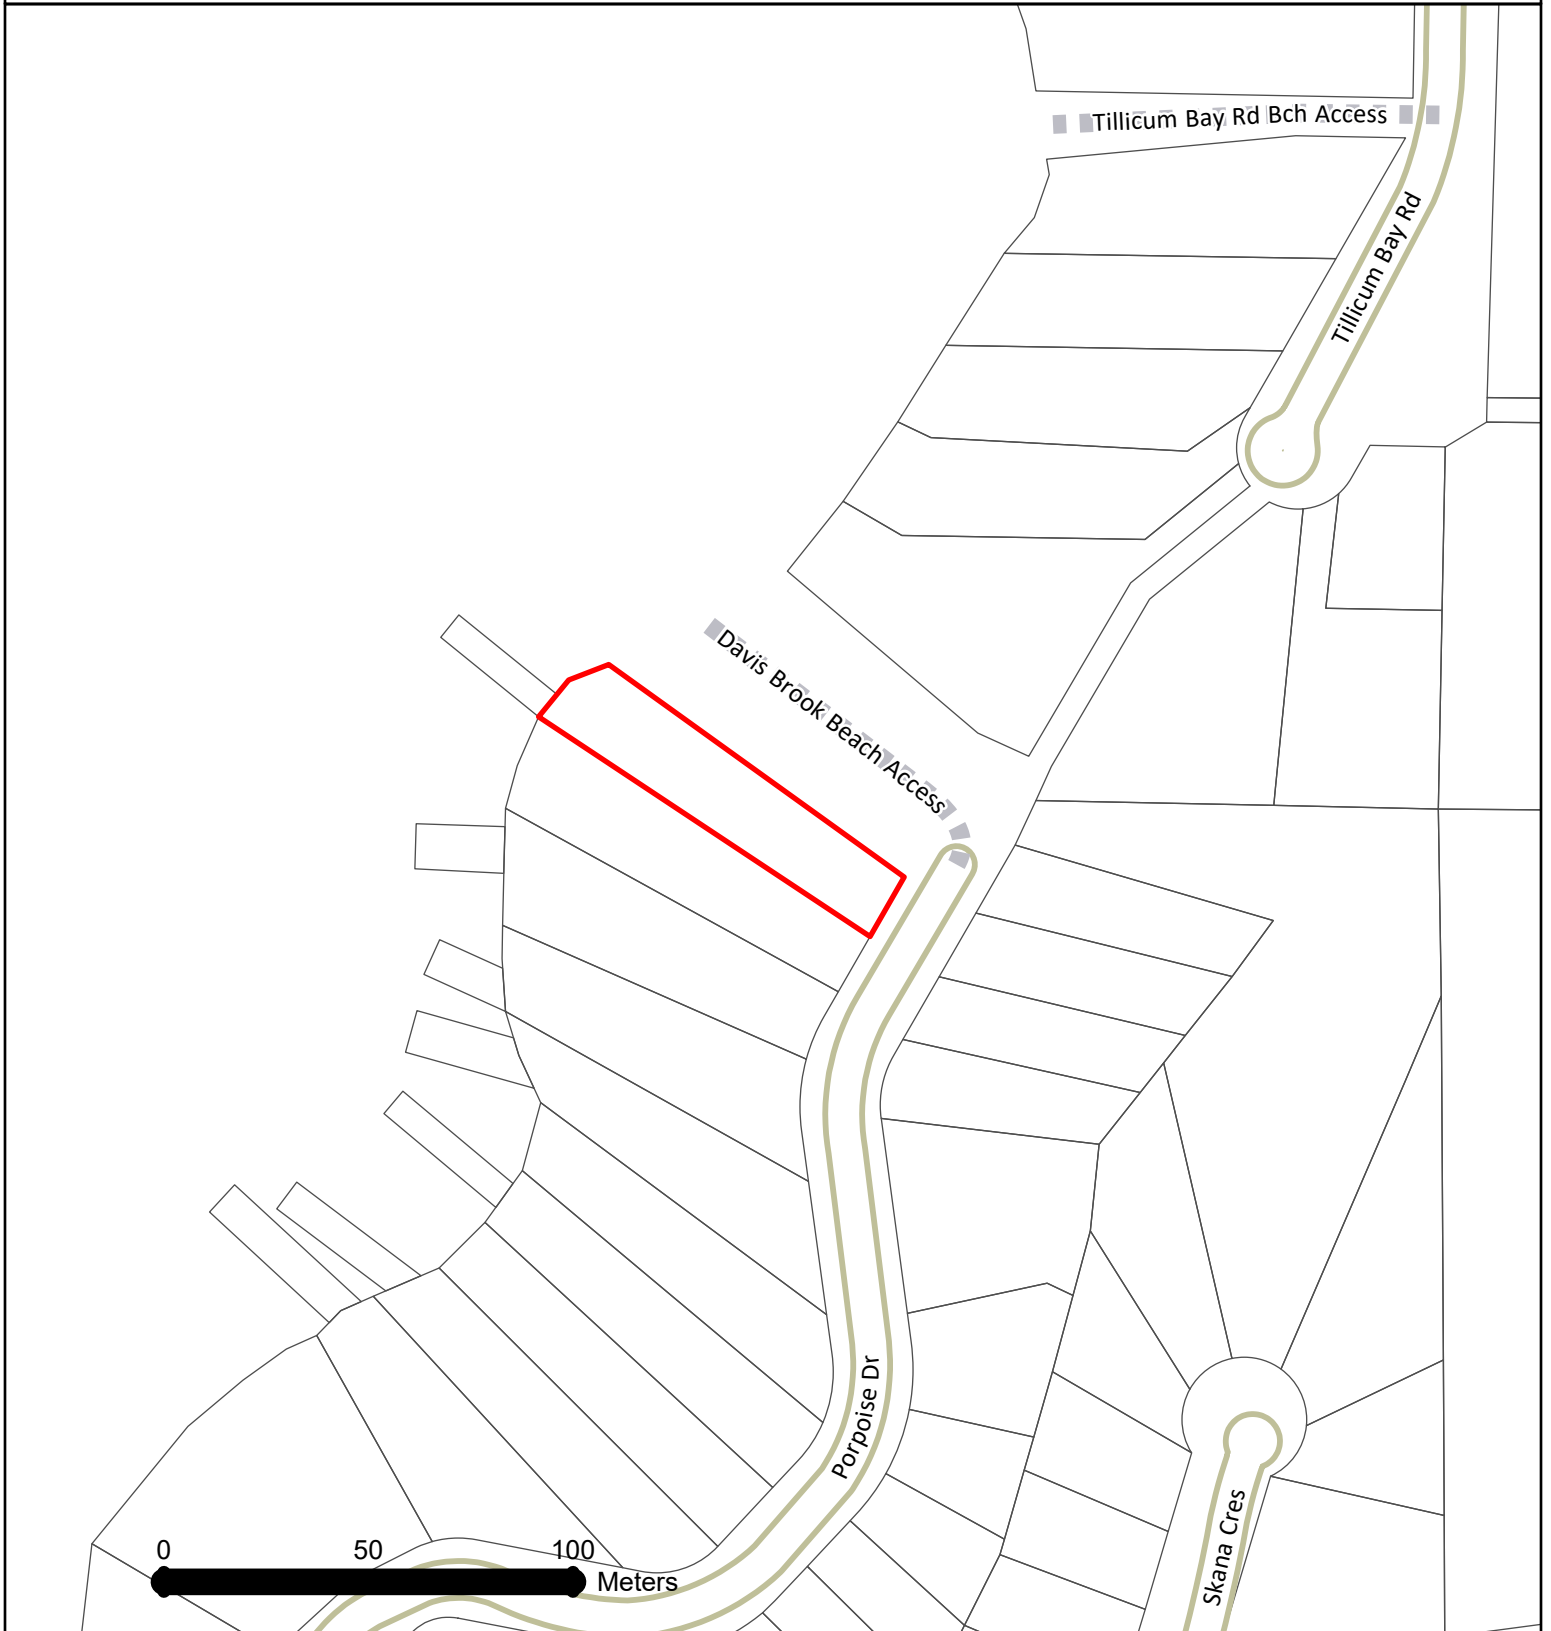 Tillicum Bay Rd Bch Access
Tillicum Bay Rd
Davis Brook Beach Access
Porpoise Dr
Skana Cres
0 50 100
Meters